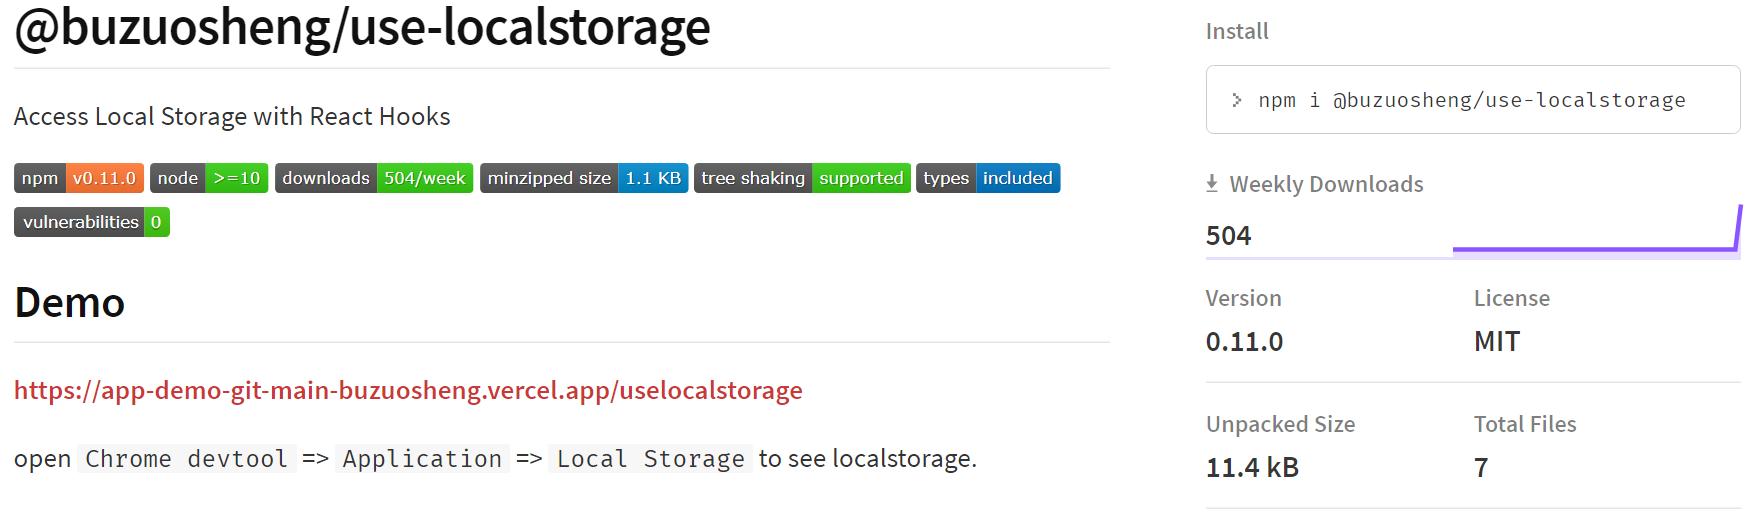 @buzuosheng/use-localstorage
Access Local Storage with React Hooks
npm v0.11.0 node >=10 downloads 504/week minzipped size 1.1 KB tree shaking supported types included
vulnerabilities 0
Demo
https://app-demo-git-main-buzuosheng.vercel.app/uselocalstorage
open Chrome devtool => Application => Local Storage to see localstorage.
Install
> npm i @buzuosheng/use-localstorage
Weekly Downloads
504
Version License
0.11.0 MIT
Unpacked Size Total Files
11.4 kB 7